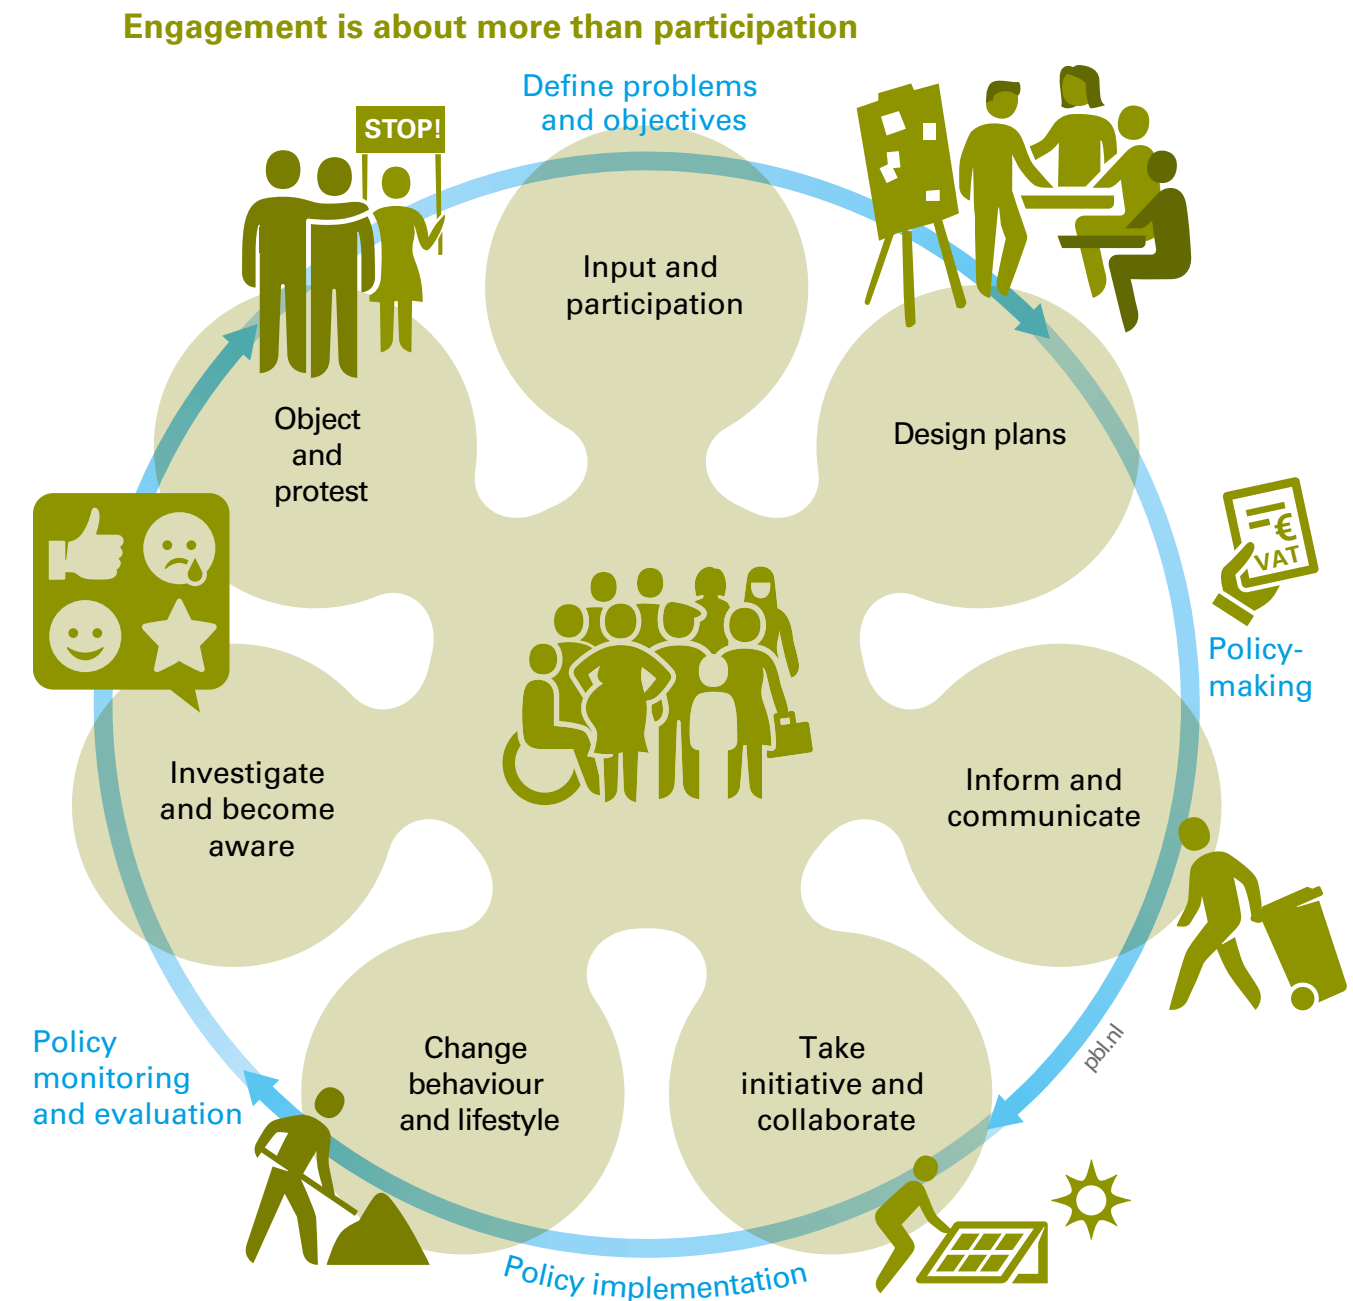 Engagement is about more than participation
Define problems
and objectives
STOP!
Input and
participation
Object
and
protest
Design plans
€
VAT
Policy-
making
Investigate
and become
aware
Inform and
communicate
Policy
monitoring
and evaluation
Change
behaviour
and lifestyle
Take
initiative and
collaborate
pbl.nl
Policy implementation